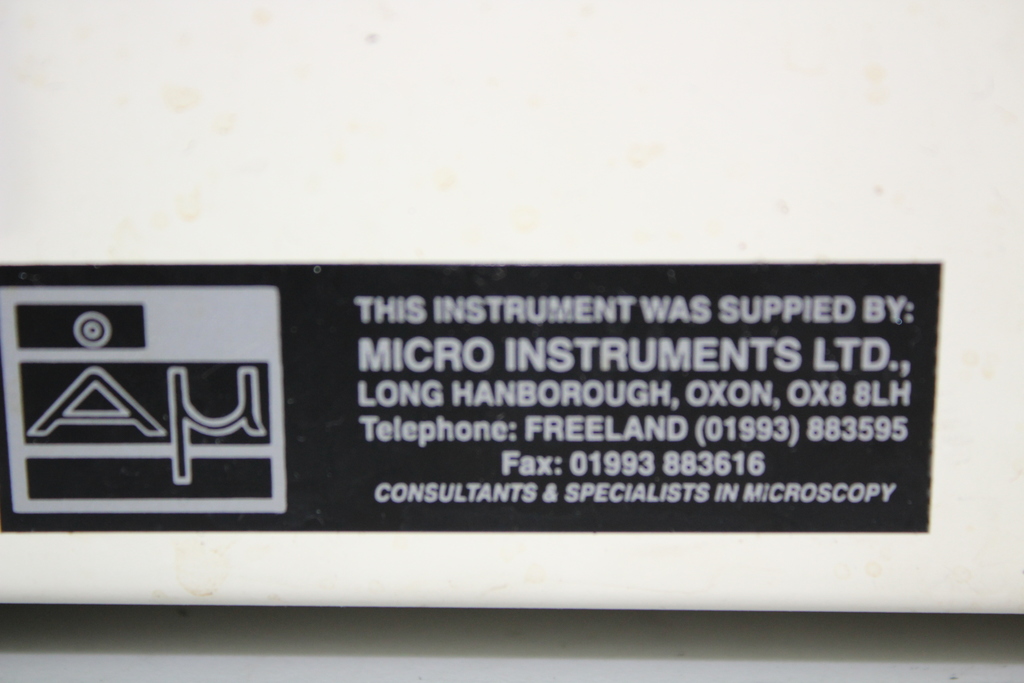 Aµ
THIS INSTRUMENT WAS SUPPIED BY:
MICRO INSTRUMENTS LTD.,
LONG HANBOROUGH, OXON, OX8 8LH
Telephone: FREELAND (01993) 883595
Fax: 01993 883616
CONSULTANTS & SPECIALISTS IN MICROSCOPY